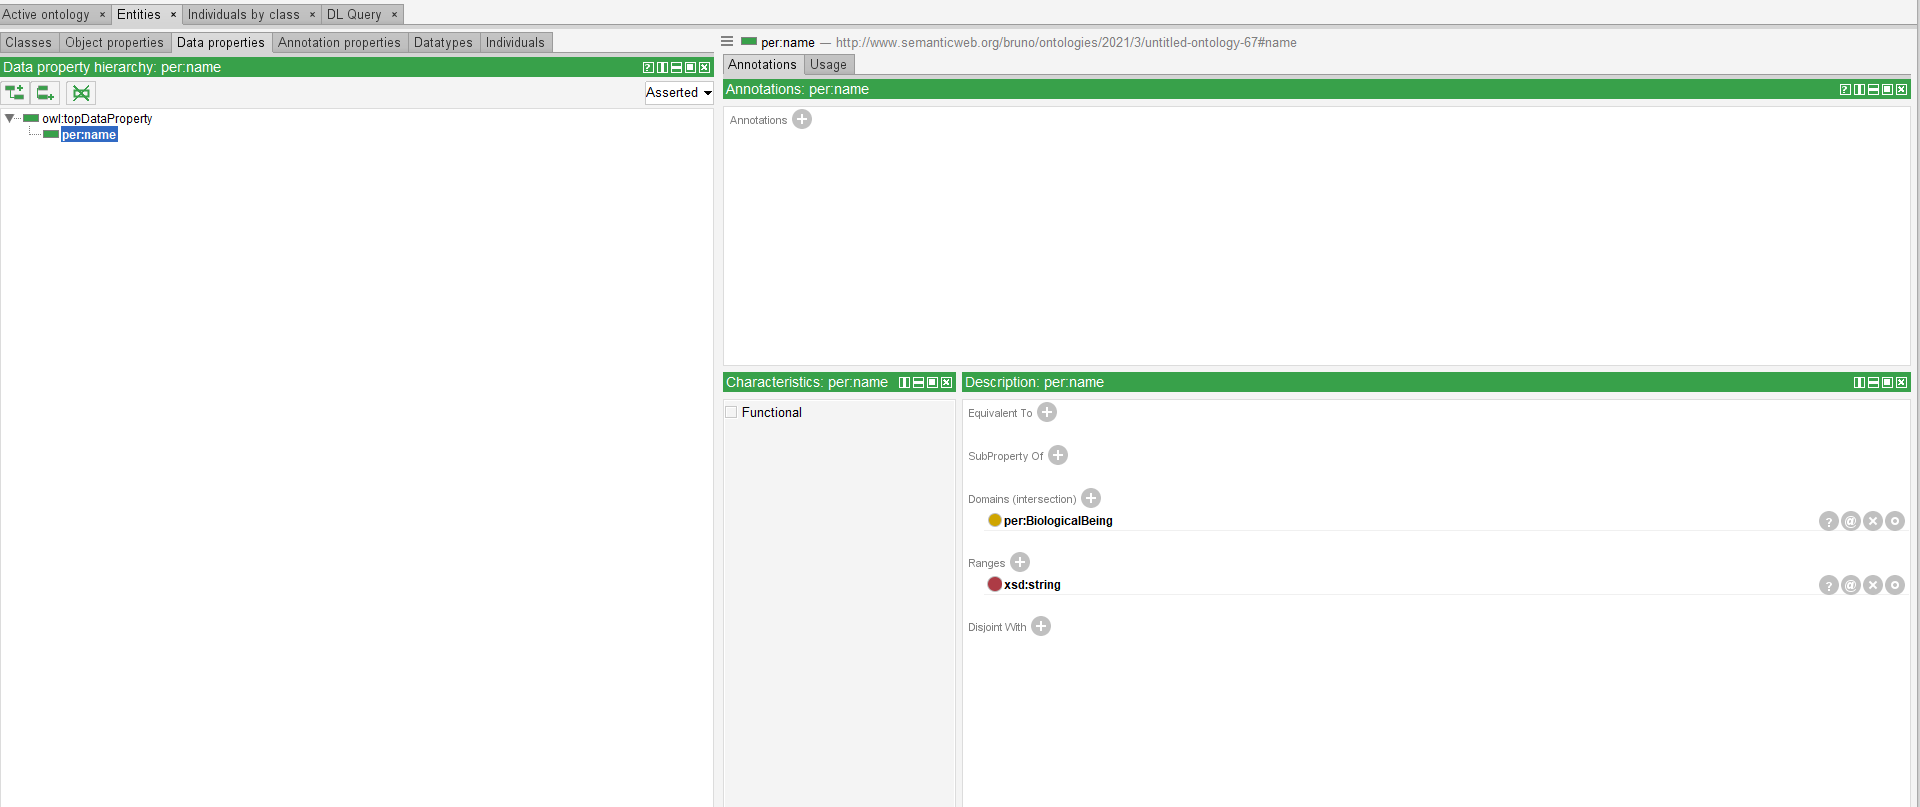 Active ontology × Entities × Individuals by class × DL Query ×
Classes Object properties Data properties Annotation properties Datatypes Individuals
Data property hierarchy: per:name
Asserted
owl:topDataProperty
per:name
per:name — http://www.semanticweb.org/bruno/ontologies/2021/3/untitled-ontology-67#name
Annotations Usage
Annotations: per:name
Annotations
Characteristics: per:name
Functional
Description: per:name
Equivalent To
SubProperty Of
Domains (intersection)
per:BiologicalBeing
Ranges
xsd:string
Disjoint With